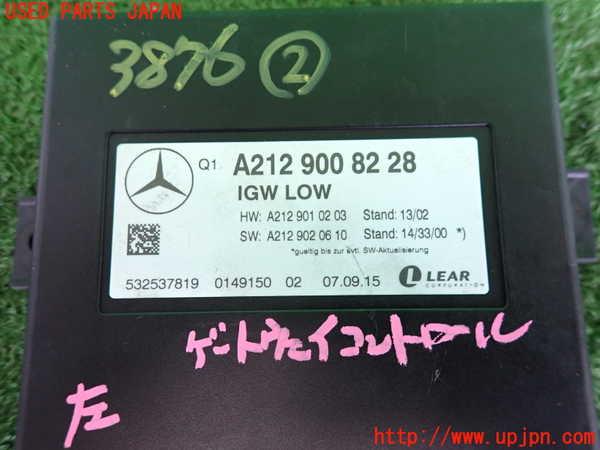 USED PARTS JAPAN
3876 ②
Q1 A212 900 82 28
IGW LOW
HW: A212 901 02 03 Stand: 13/02
SW: A212 902 06 10 Stand: 14/33/00 *)
*gueltig bis zur evtl. SW-Aktualisierung
532537819 0149150 02 07.09.15 LEAR
CORPORATION
ゲートウェイコントロール
左
http://www.upjpn.com/